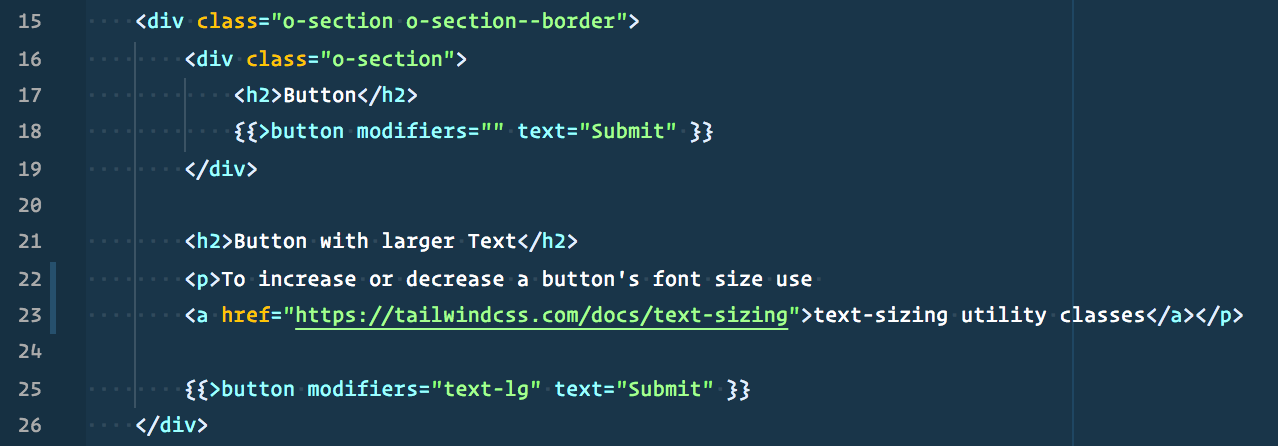 15     <div class="o-section o-section--border">
16         <div class="o-section">
17             <h2>Button</h2>
18             {{>button modifiers="" text="Submit" }}
19         </div>
20
21         <h2>Button with larger Text</h2>
22         <p>To increase or decrease a button's font size use
23         <a href="https://tailwindcss.com/docs/text-sizing">text-sizing utility classes</a></p>
24
25         {{>button modifiers="text-lg" text="Submit" }}
26     </div>